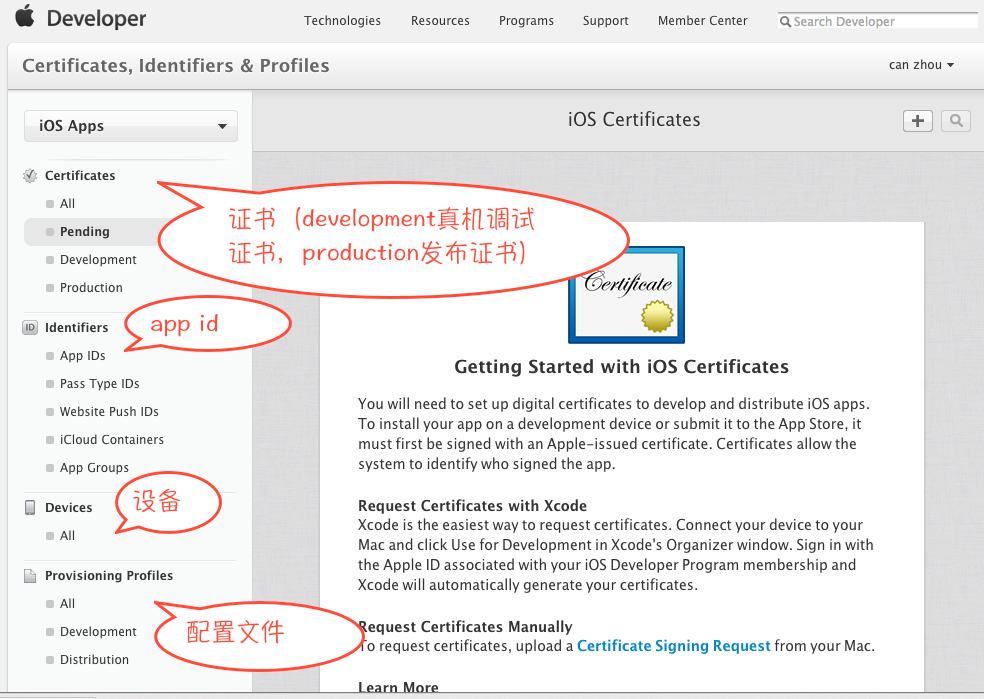 Developer
Technologies
Resources
Programs
Support
Member Center
Search Developer
Certificates, Identifiers & Profiles
can zhou
iOS Apps
iOS Certificates
Certificates
All
Pending
Development
Production
证书（development真机调试
证书，production发布证书）
ID Identifiers
app id
App IDs
Pass Type IDs
Website Push IDs
iCloud Containers
App Groups
Devices
设备
All
Provisioning Profiles
All
Development
Distribution
配置文件
Certificate
Getting Started with iOS Certificates
You will need to set up digital certificates to develop and distribute iOS apps.
To install your app on a development device or submit it to the App Store, it
must first be signed with an Apple-issued certificate. Certificates allow the
system to identify who signed the app.
Request Certificates with Xcode
Xcode is the easiest way to request certificates. Connect your device to your
Mac and click Use for Development in Xcode's Organizer window. Sign in with
the Apple ID associated with your iOS Developer Program membership and
Xcode will automatically generate your certificates.
Request Certificates Manually
To request certificates, upload a Certificate Signing Request from your Mac.
Learn More